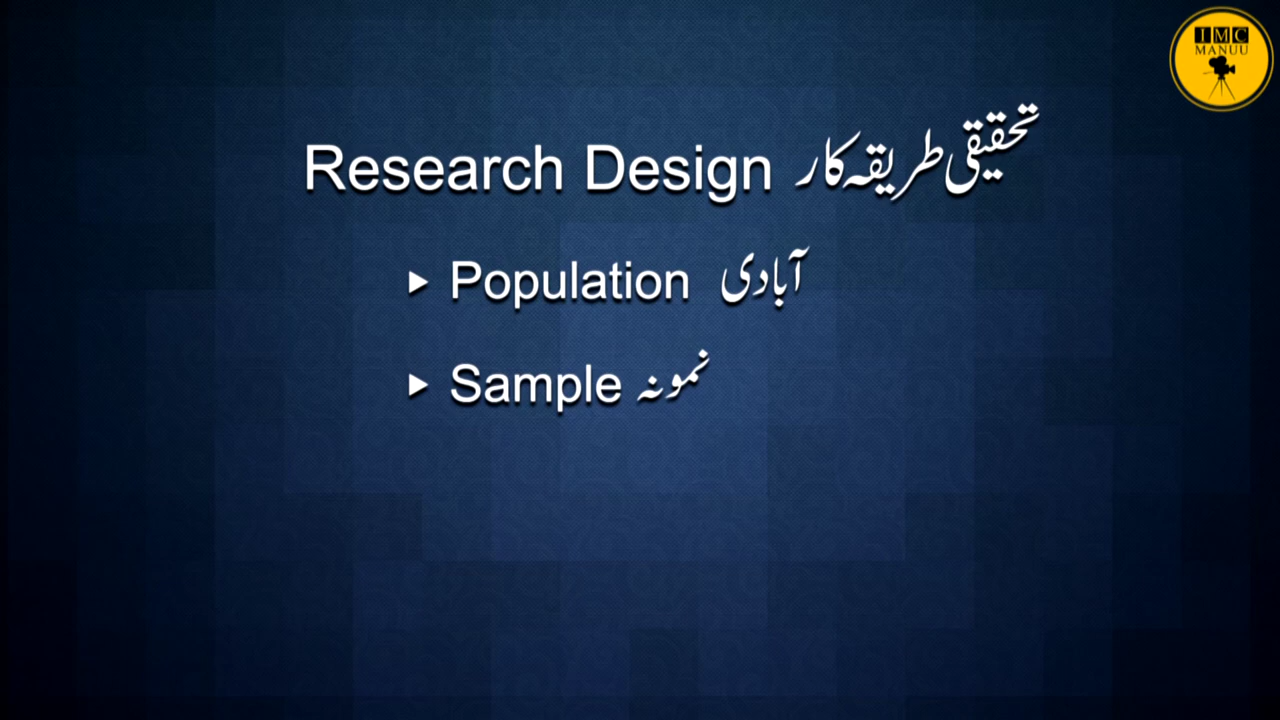 IMC
MANUU
Research Design تحقیقی طریقہ کار
Population آبادی
Sample نمونہ